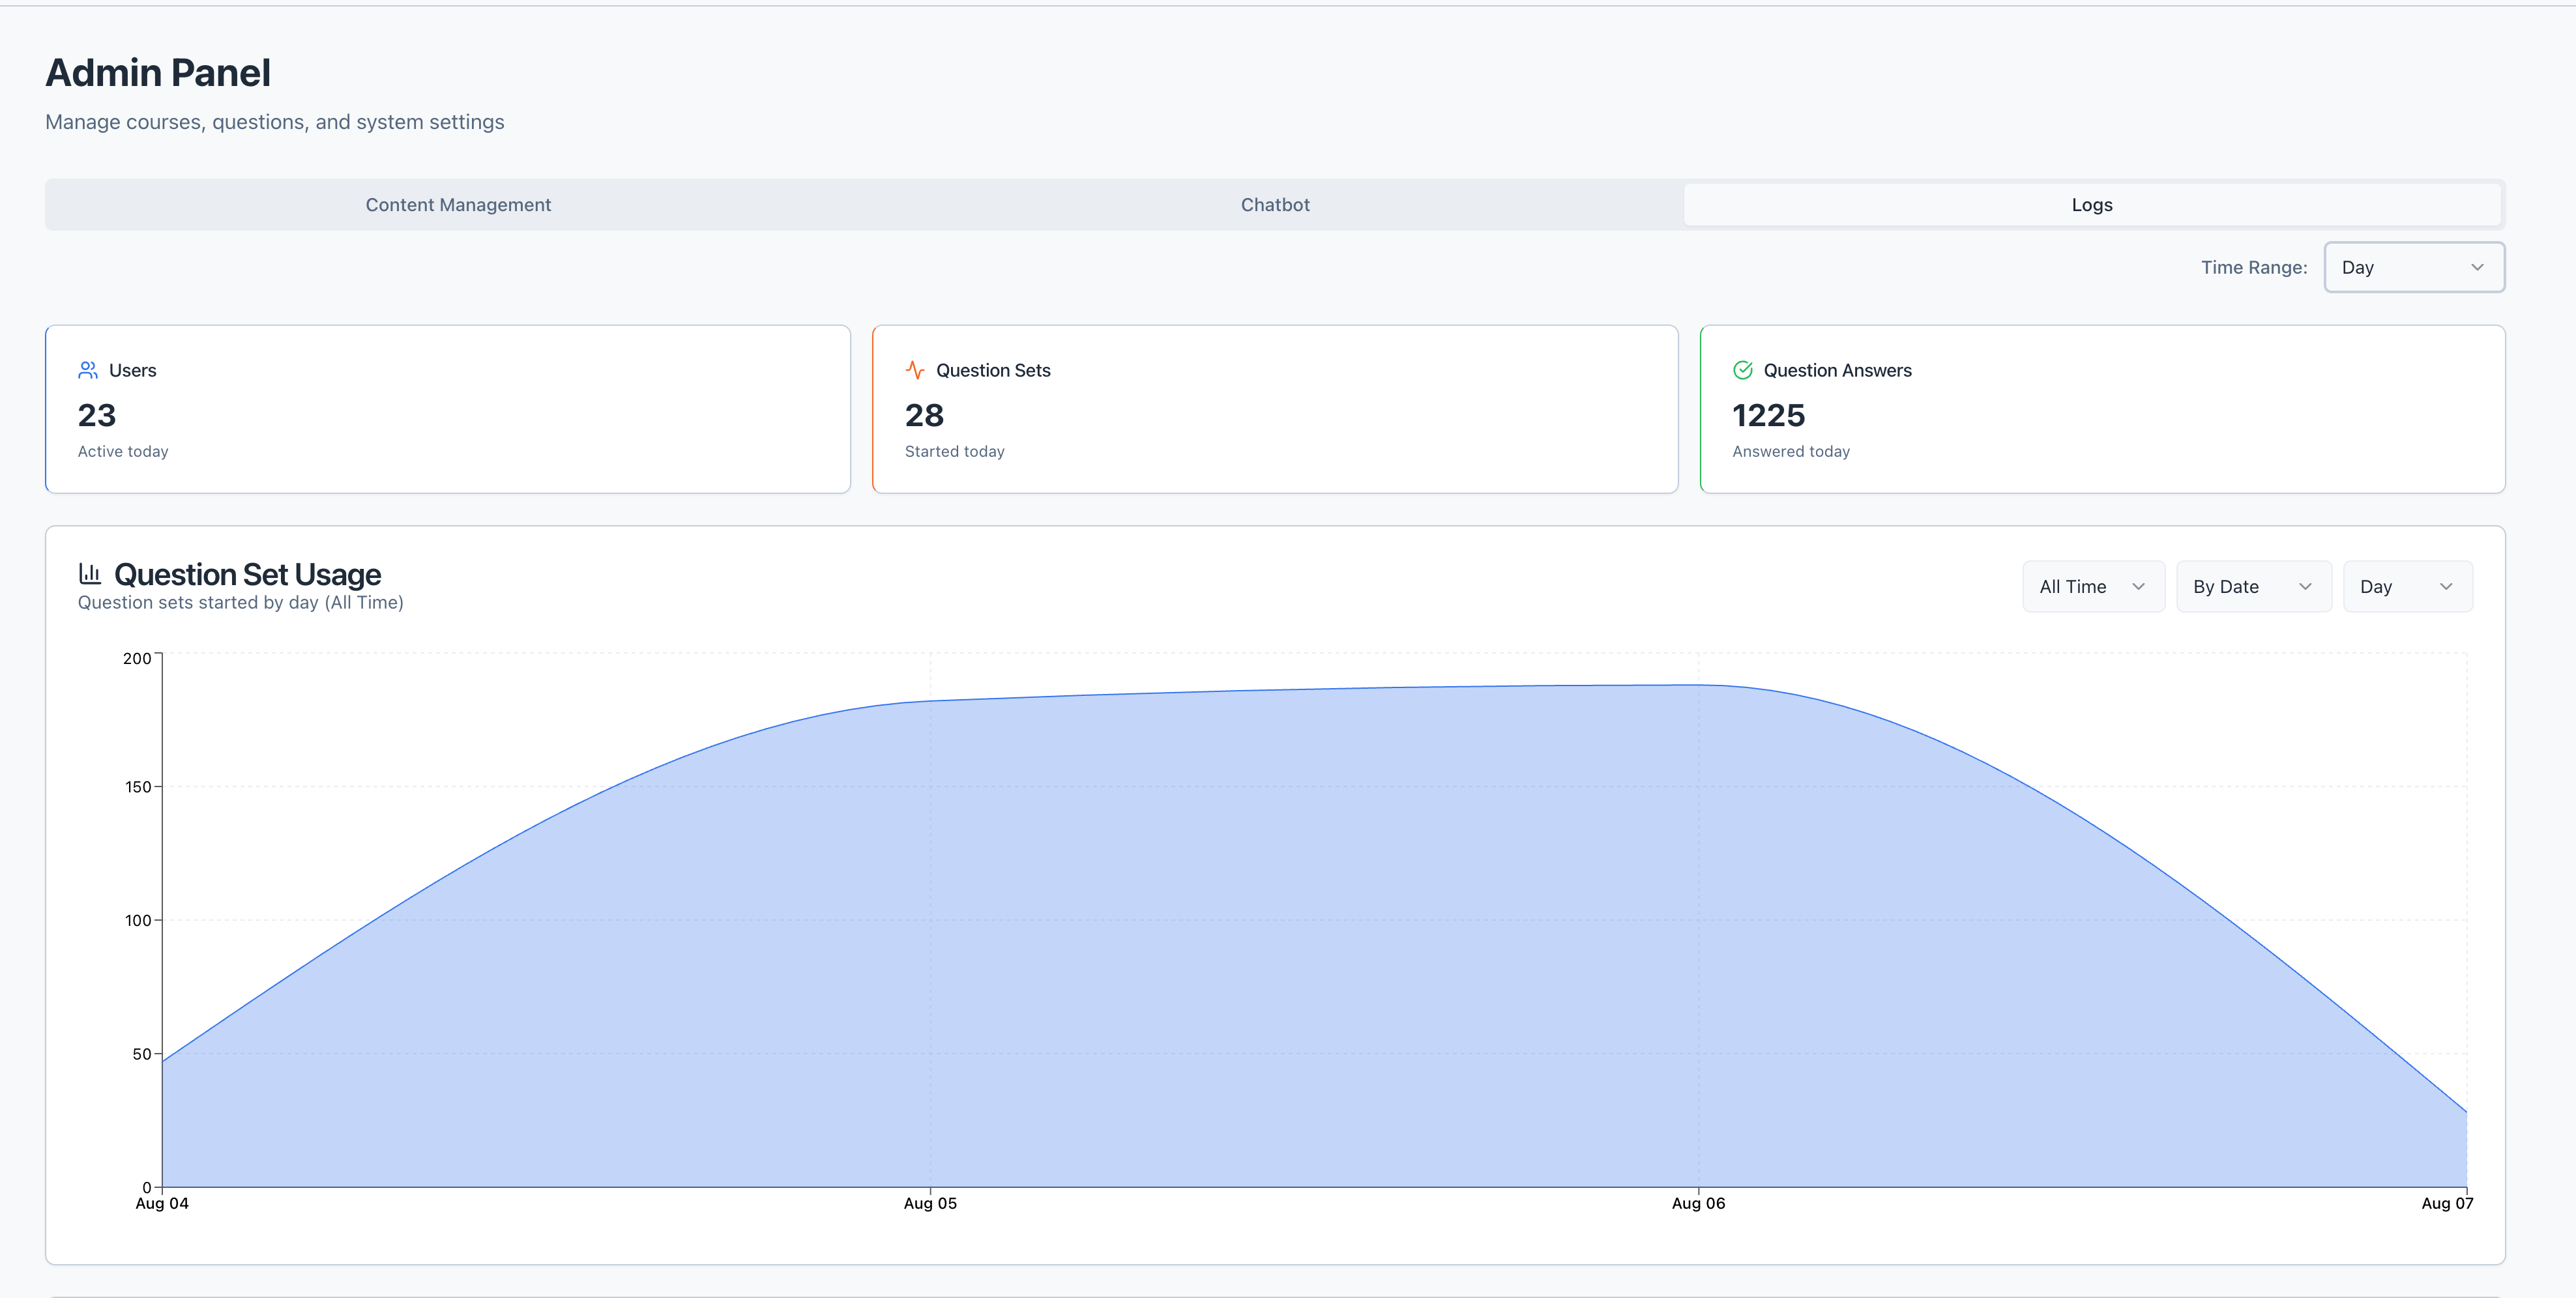 Admin Panel
Manage courses, questions, and system settings
Content Management
Chatbot
Logs
Time Range:
Day
Users
23
Active today
Question Sets
28
Started today
Question Answers
1225
Answered today
Question Set Usage
Question sets started by day (All Time)
All Time
By Date
Day
200
150
100
50
0
Aug 04
Aug 05
Aug 06
Aug 07